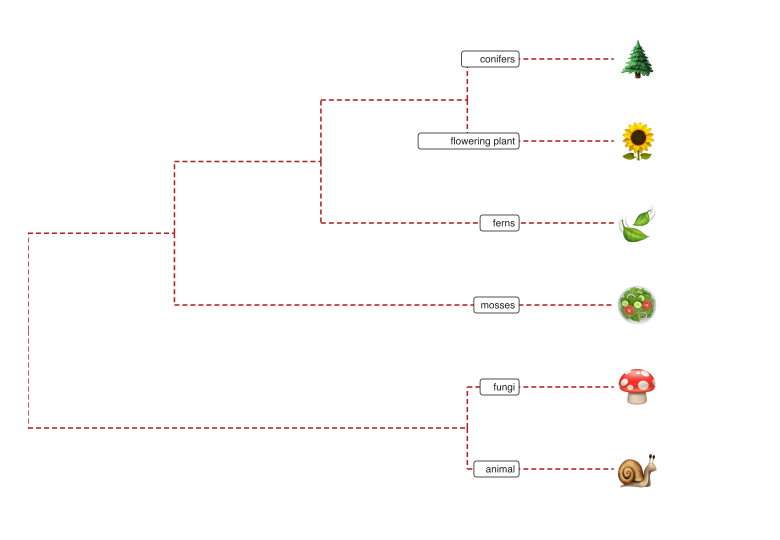 conifers
flowering plant
ferns
mosses
fungi
animal